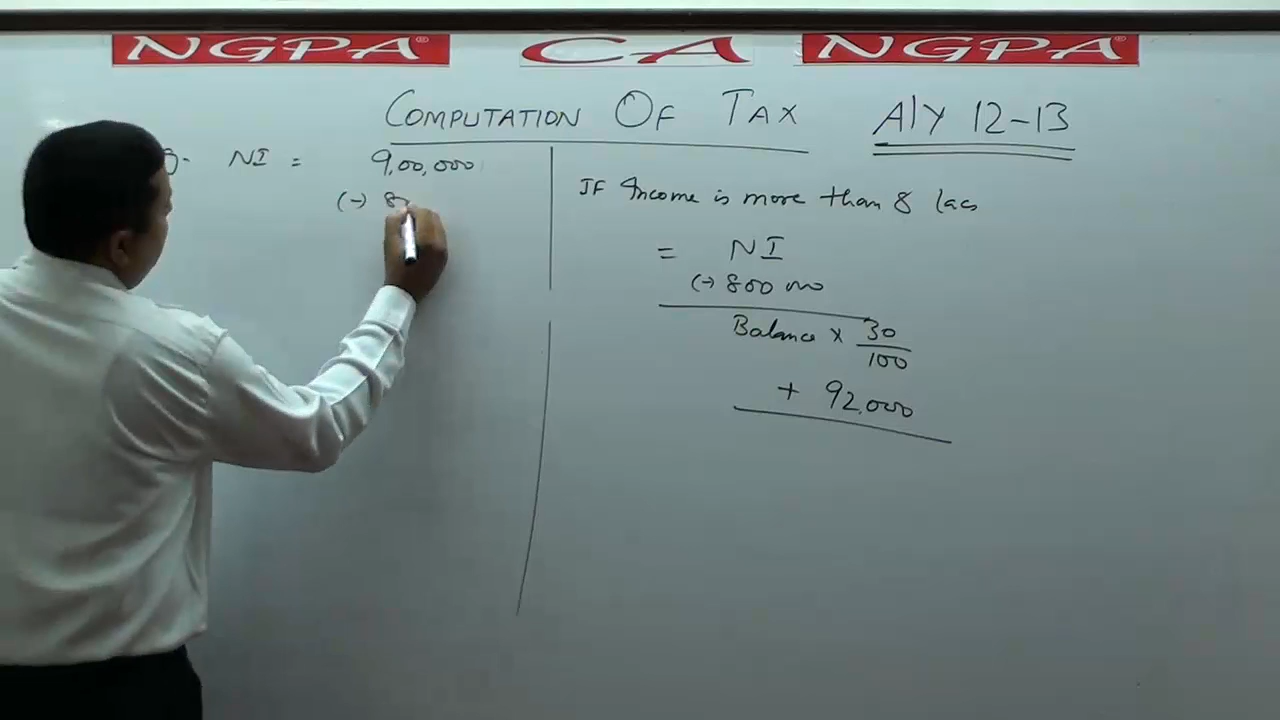 NGPA® CA NGPA®
COMPUTATION OF TAX A/Y 12-13
NI = 9,00,000
(-) 8
IF Income is more than 8 lacs
= NI
(-) 800 000
Balance x 30/100
+ 92,000